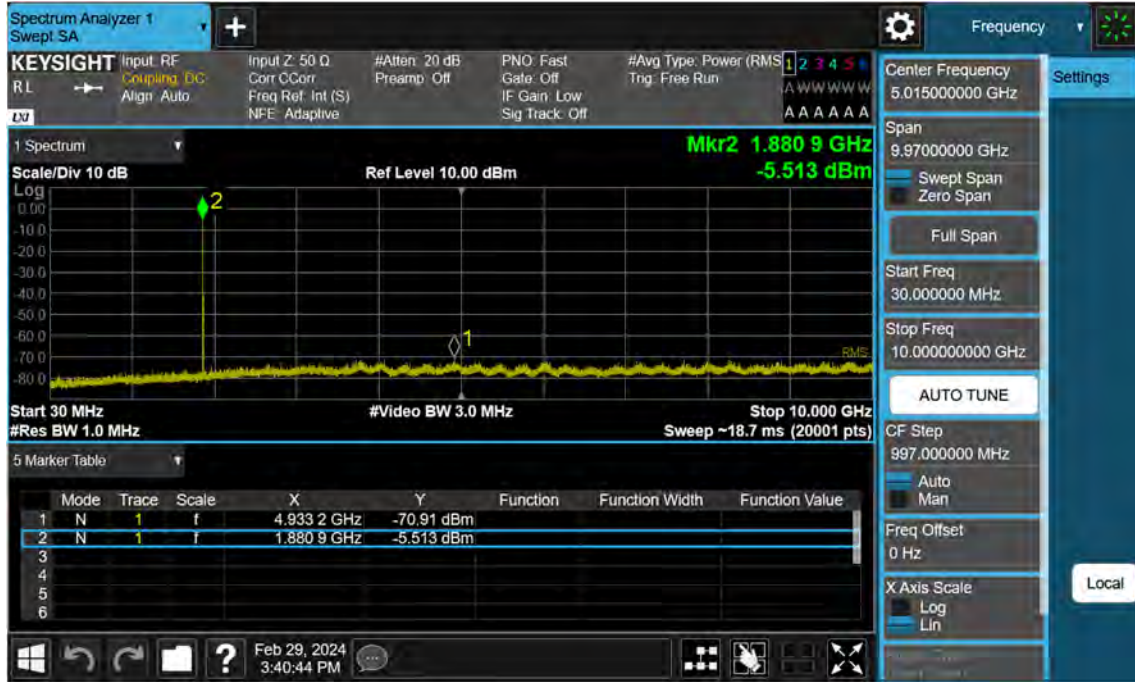 Spectrum Analyzer 1
Swept SA
+
Frequency
KEYSIGHT
RL
LXI
Input: RF
Coupling: DC
Align: Auto
Input Z: 50 Ω
Corr CCorr
Freq Ref: Int (S)
NFE: Adaptive
#Atten: 20 dB
Preamp: Off
PNO: Fast
Gate: Off
IF Gain: Low
Sig Track: Off
#Avg Type: Power (RMS
Trig: Free Run
1 2 3 4 5 6
A W W W W W
A A A A A A
1 Spectrum
Scale/Div 10 dB
Ref Level 10.00 dBm
Mkr2 1.880 9 GHz
-5.513 dBm
Log
0.00
-10.0
-20.0
-30.0
-40.0
-50.0
-60.0
-70.0
-80.0
2
1
RMS
Start 30 MHz
#Video BW 3.0 MHz
Stop 10.000 GHz
#Res BW 1.0 MHz
Sweep ~18.7 ms (20001 pts)
5 Marker Table
Mode Trace Scale X Y Function Function Width Function Value
1 N 1 f 4.933 2 GHz -70.91 dBm
2 N 1 f 1.880 9 GHz -5.513 dBm
3
4
5
6
?
Feb 29, 2024
3:40:44 PM
Center Frequency
5.015000000 GHz
Span
9.97000000 GHz
Swept Span
Zero Span
Full Span
Start Freq
30.000000 MHz
Stop Freq
10.000000000 GHz
AUTO TUNE
CF Step
997.000000 MHz
Auto
Man
Freq Offset
0 Hz
X Axis Scale
Log
Lin
Settings
Local